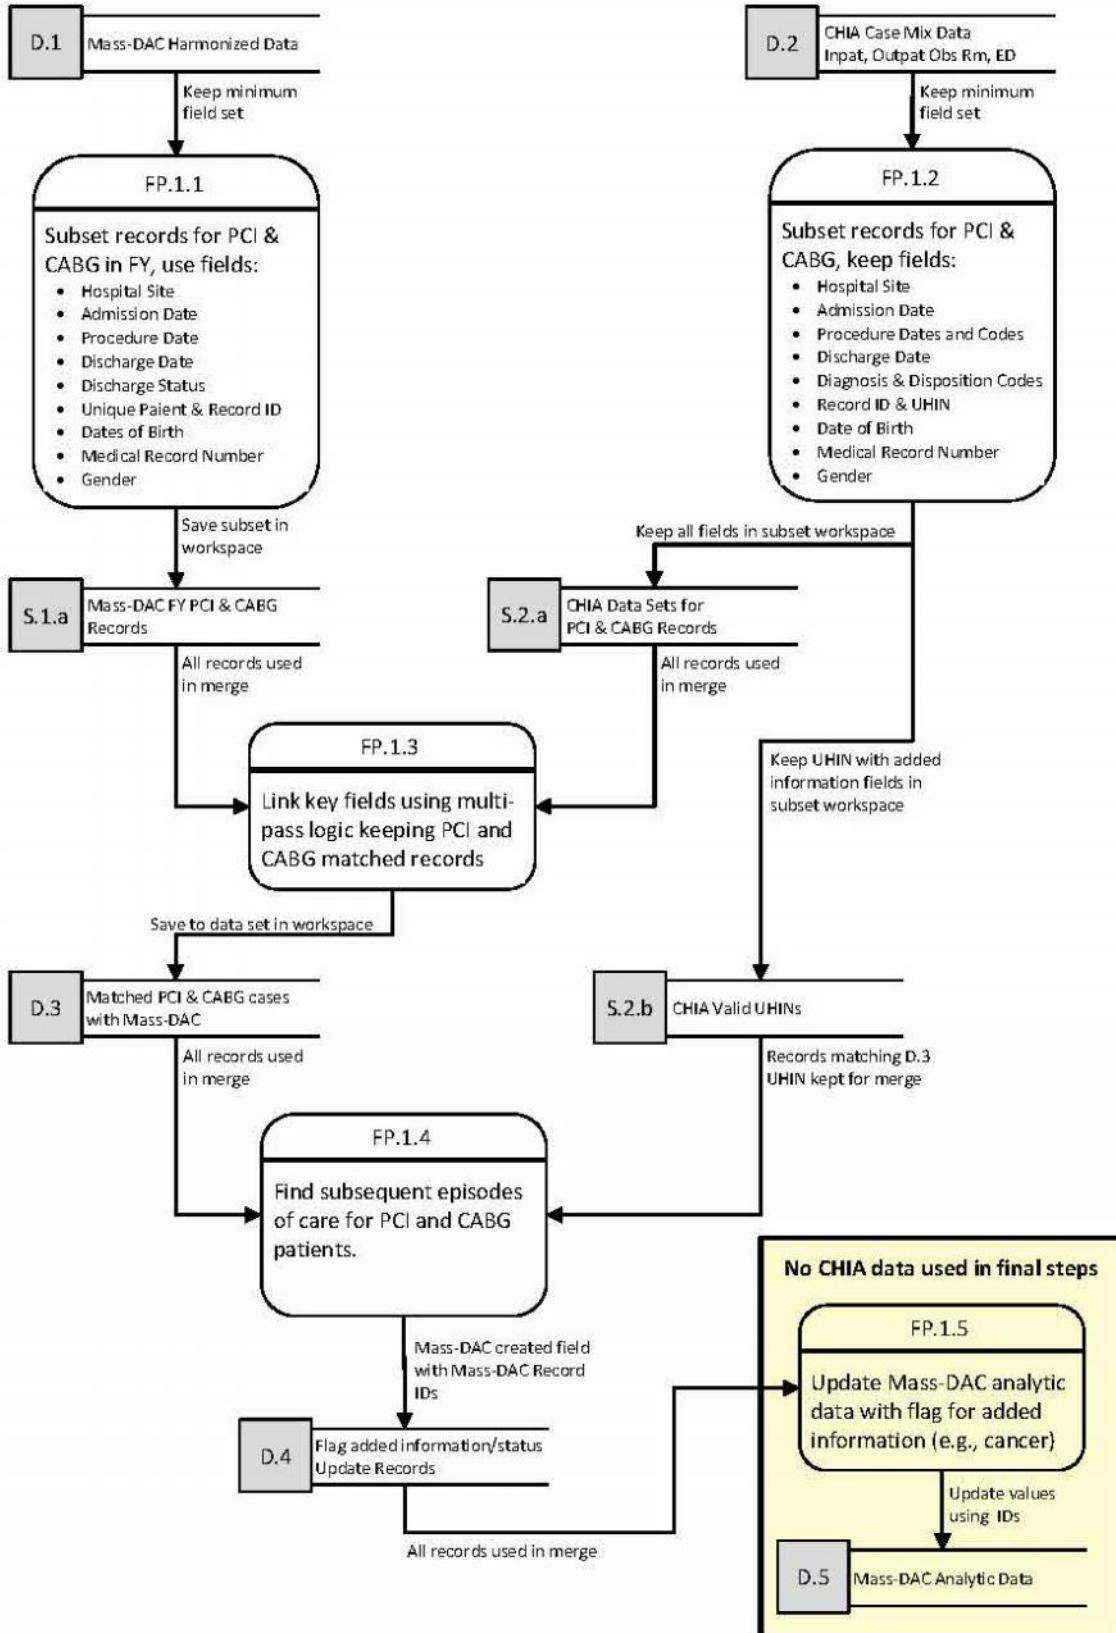 D.1
Mass-DAC Harmonized Data
Keep minimum
field set
FP.1.1
Subset records for PCI &
CABG in FY, use fields:
• Hospital Site
• Admission Date
• Procedure Date
• Discharge Date
• Discharge Status
• Unique Paient & Record ID
• Dates of Birth
• Medical Record Number
• Gender
Save subset in
workspace
D.2
CHIA Case Mix Data
Inpat, Outpat Obs Rm, ED
Keep minimum
field set
FP.1.2
Subset records for PCI &
CABG, keep fields:
• Hospital Site
• Admission Date
• Procedure Dates and Codes
• Discharge Date
• Diagnosis & Disposition Codes
• Record ID & UHIN
• Date of Birth
• Medical Record Number
• Gender
Keep all fields in subset workspace
S.1.a
Mass-DAC FY PCI & CABG
Records
All records used
in merge
S.2.a
CHIA Data Sets for
PCI & CABG Records
All records used
in merge
FP.1.3
Link key fields using multi-
pass logic keeping PCI and
CABG matched records
Keep UHIN with added
information fields in
subset workspace
Save to data set in workspace
D.3
Matched PCI & CABG cases
with Mass-DAC
All records used
in merge
S.2.b
CHIA Valid UHINs
Records matching D.3
UHIN kept for merge
FP.1.4
Find subsequent episodes
of care for PCI and CABG
patients.
Mass-DAC created field
with Mass-DAC Record
IDs
D.4
Flag added information/status
Update Records
All records used in merge
No CHIA data used in final steps
FP.1.5
Update Mass-DAC analytic
data with flag for added
information (e.g., cancer)
Update values
using IDs
D.5
Mass-DAC Analytic Data